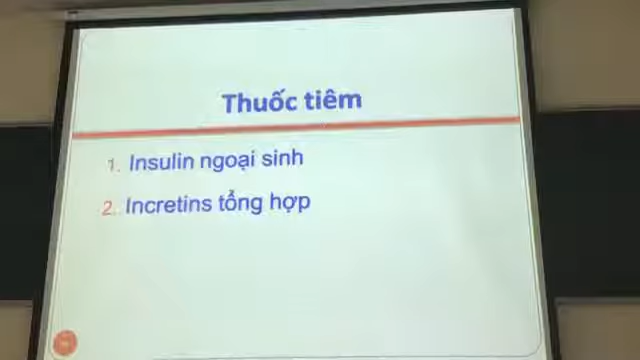 Thuốc tiêm
1. Insulin ngoại sinh
2. Incretins tổng hợp